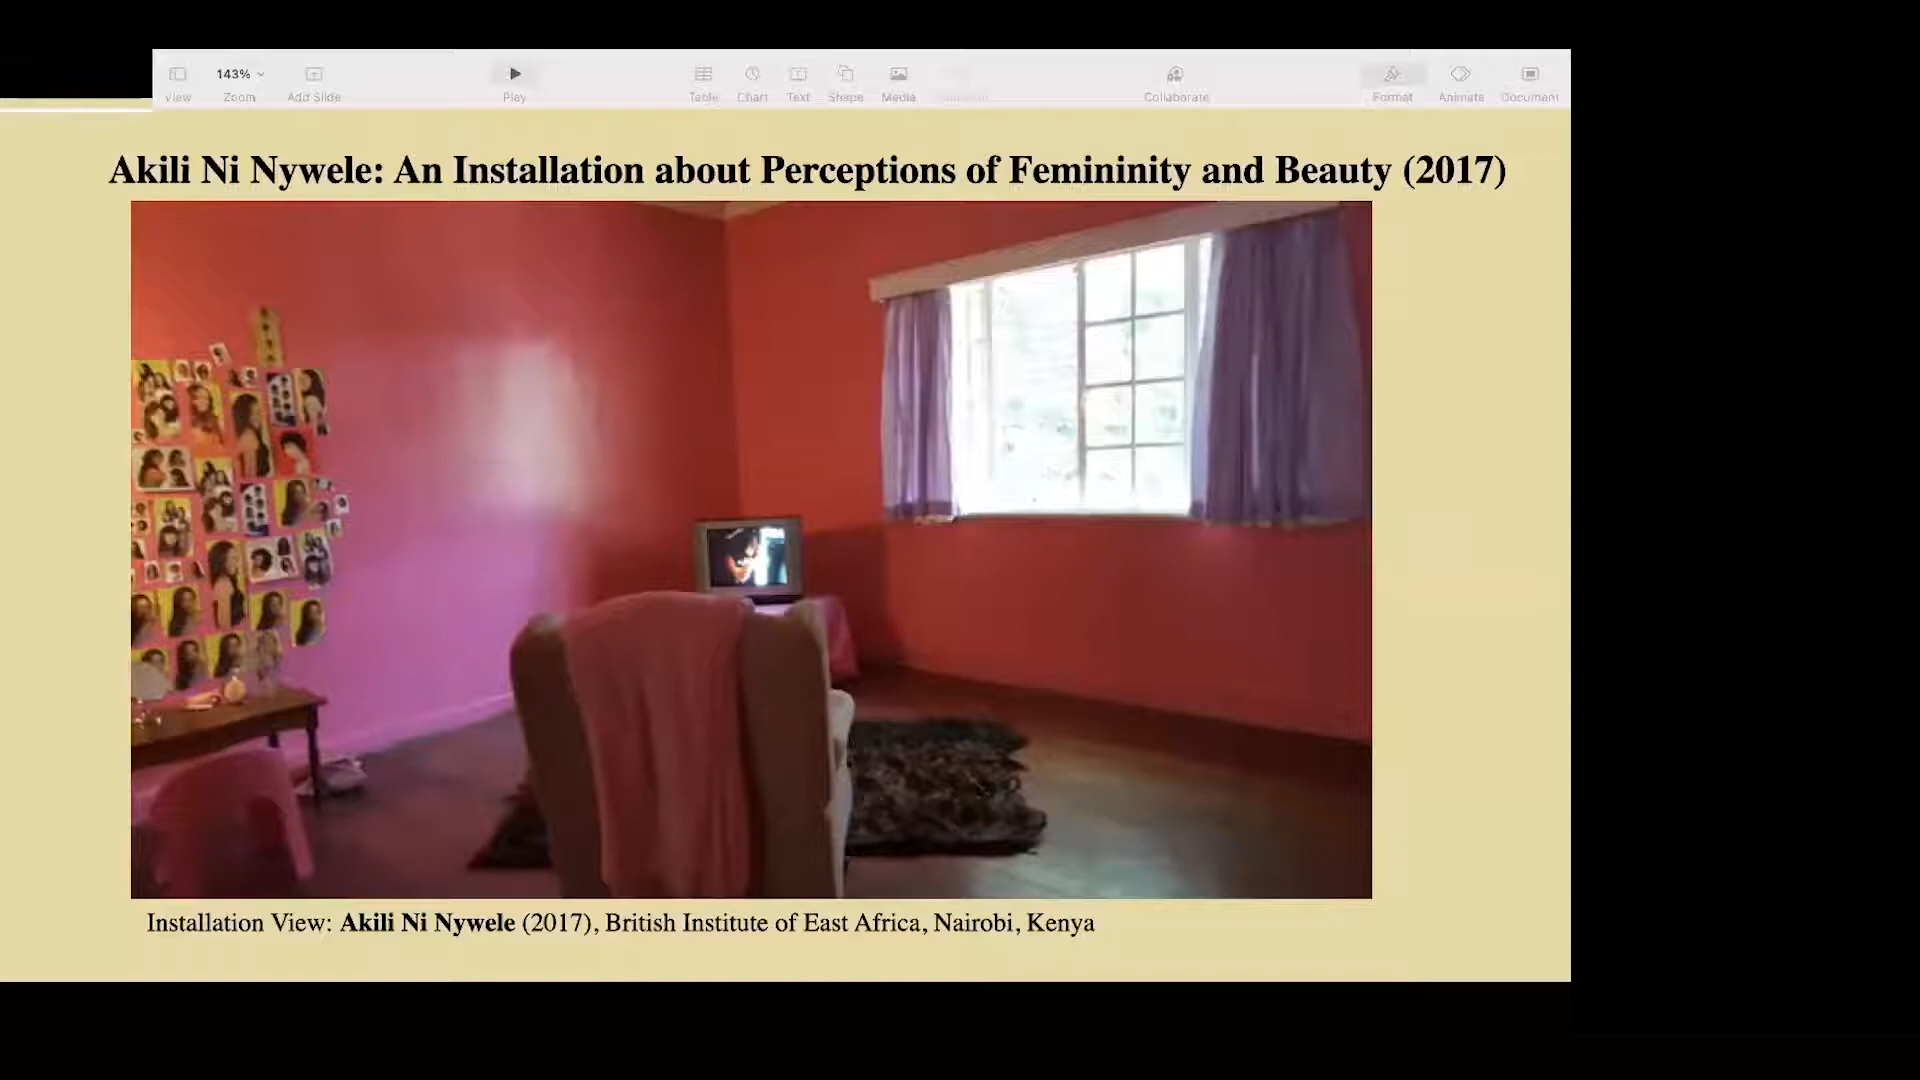 143%
View
Zoom
Add Slide
Play
Table
Chart
Text
Shape
Media
Collaborate
Format
Animate
Document
Akili Ni Nywele: An Installation about Perceptions of Femininity and Beauty (2017)
Installation View: Akili Ni Nywele (2017), British Institute of East Africa, Nairobi, Kenya